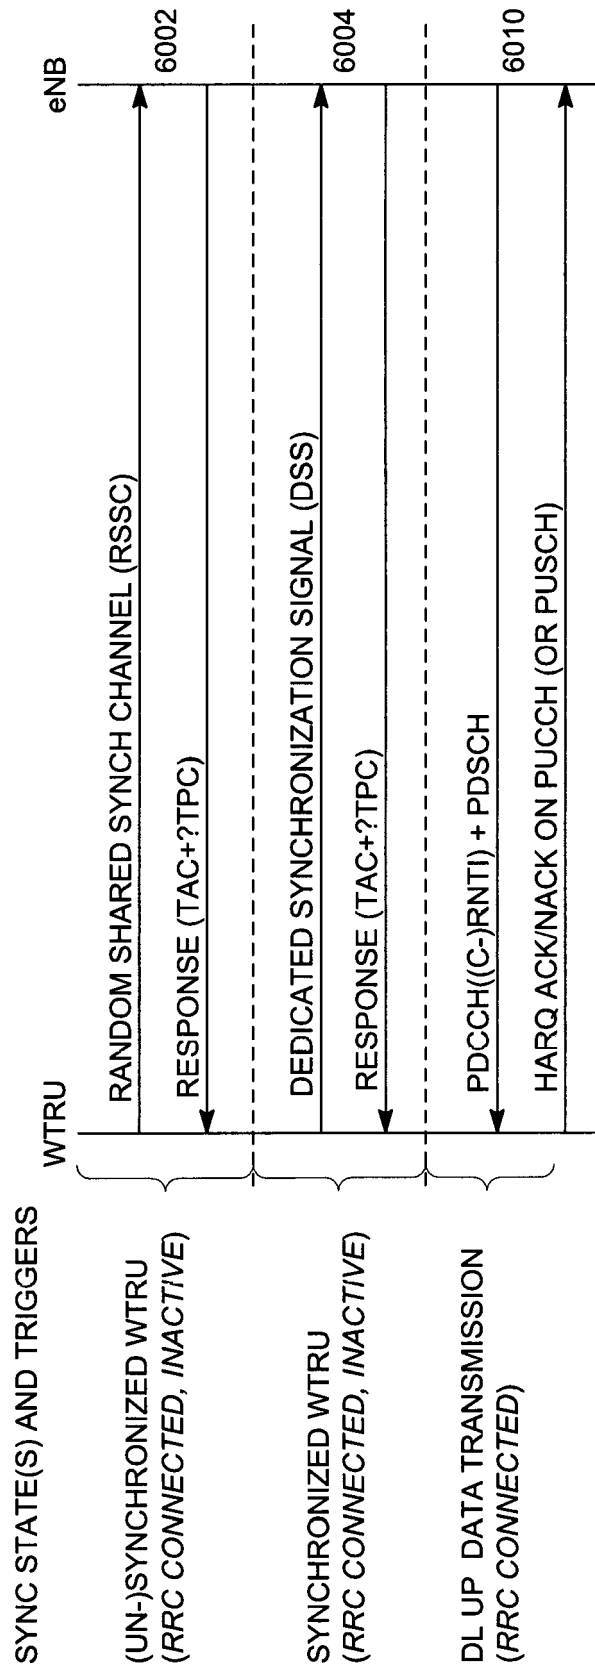 SYNC STATE(S) AND TRIGGERS
WTRU
eNB
(UN-)SYNCHRONIZED WTRU
(RRC CONNECTED, INACTIVE)
RANDOM SHARED SYNCH CHANNEL (RSSC)
6002
RESPONSE (TAC+?TPC)
SYNCHRONIZED WTRU
(RRC CONNECTED, INACTIVE)
DEDICATED SYNCHRONIZATION SIGNAL (DSS)
6004
RESPONSE (TAC+?TPC)
DL UP DATA TRANSMISSION
(RRC CONNECTED)
PDCCH((C-)RNTI) + PDSCH
6010
HARQ ACK/NACK ON PUCCH (OR PUSCH)